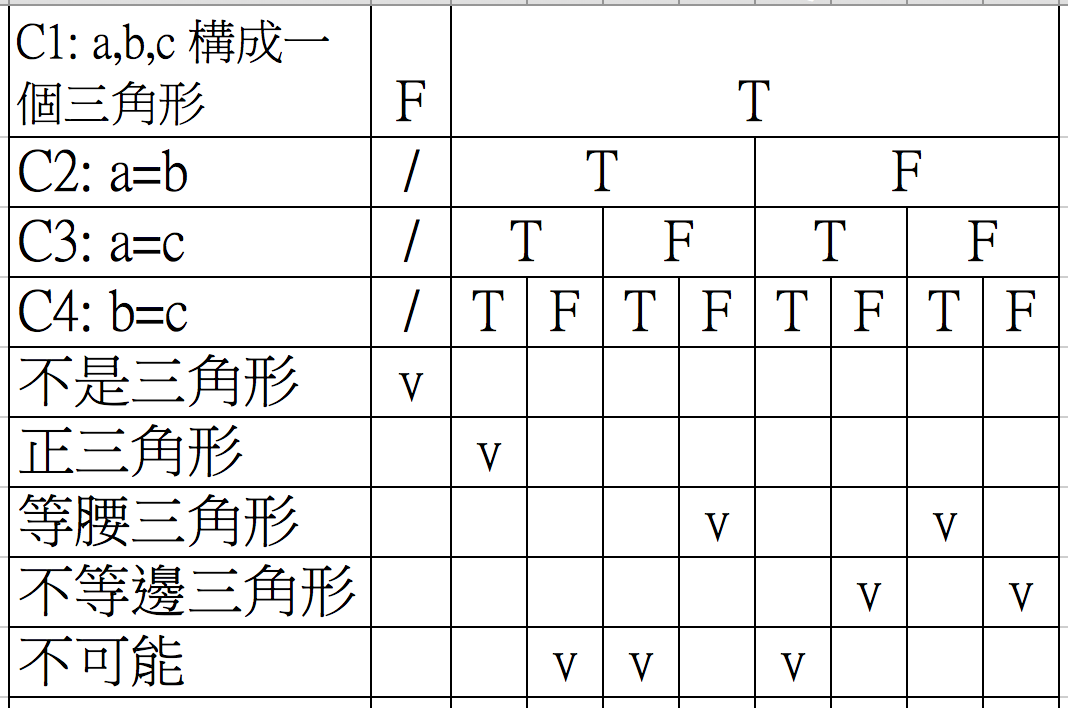 C1: a,b,c 構成一
個三角形 F T
C2: a=b / T F
C3: a=c / T F T F
C4: b=c / T F T F T F T F
不是三角形 v
正三角形 v
等腰三角形 v v
不等邊三角形 v v
不可能 v v v